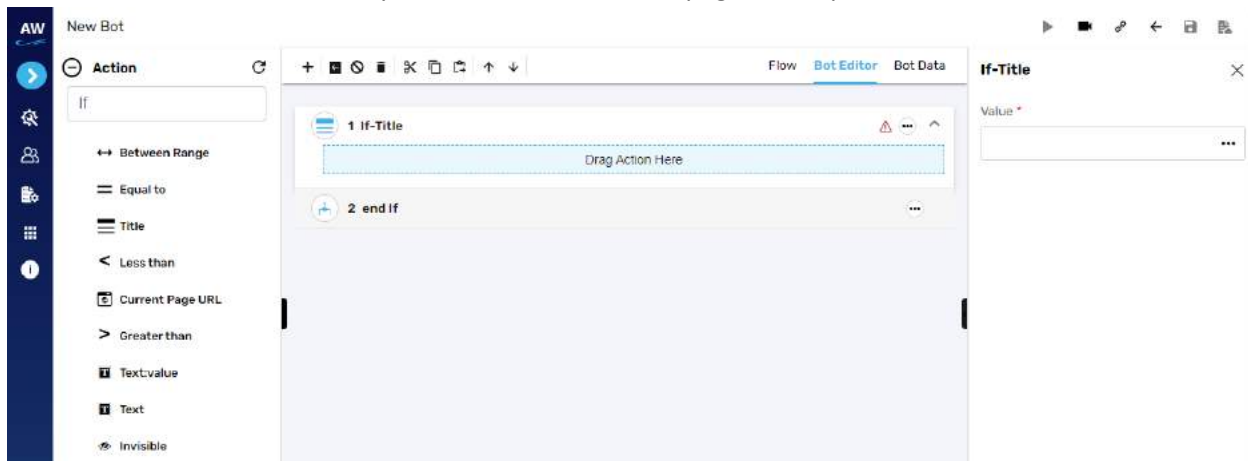 AW
New Bot
Action
If
Between Range
Equal to
Title
Less than
Current Page URL
Greater than
Text:value
Text
Invisible
Flow Bot Editor Bot Data
1 If-Title
Drag Action Here
2 end If
If-Title
Value *